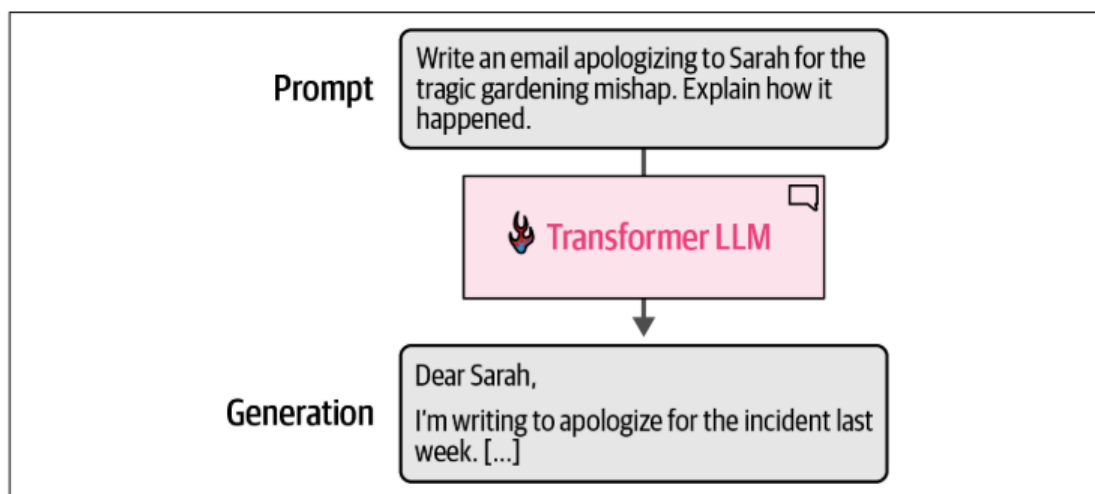 Prompt
Write an email apologizing to Sarah for the
tragic gardening mishap. Explain how it
happened.
Transformer LLM
Generation
Dear Sarah,
I'm writing to apologize for the incident last
week. [...]